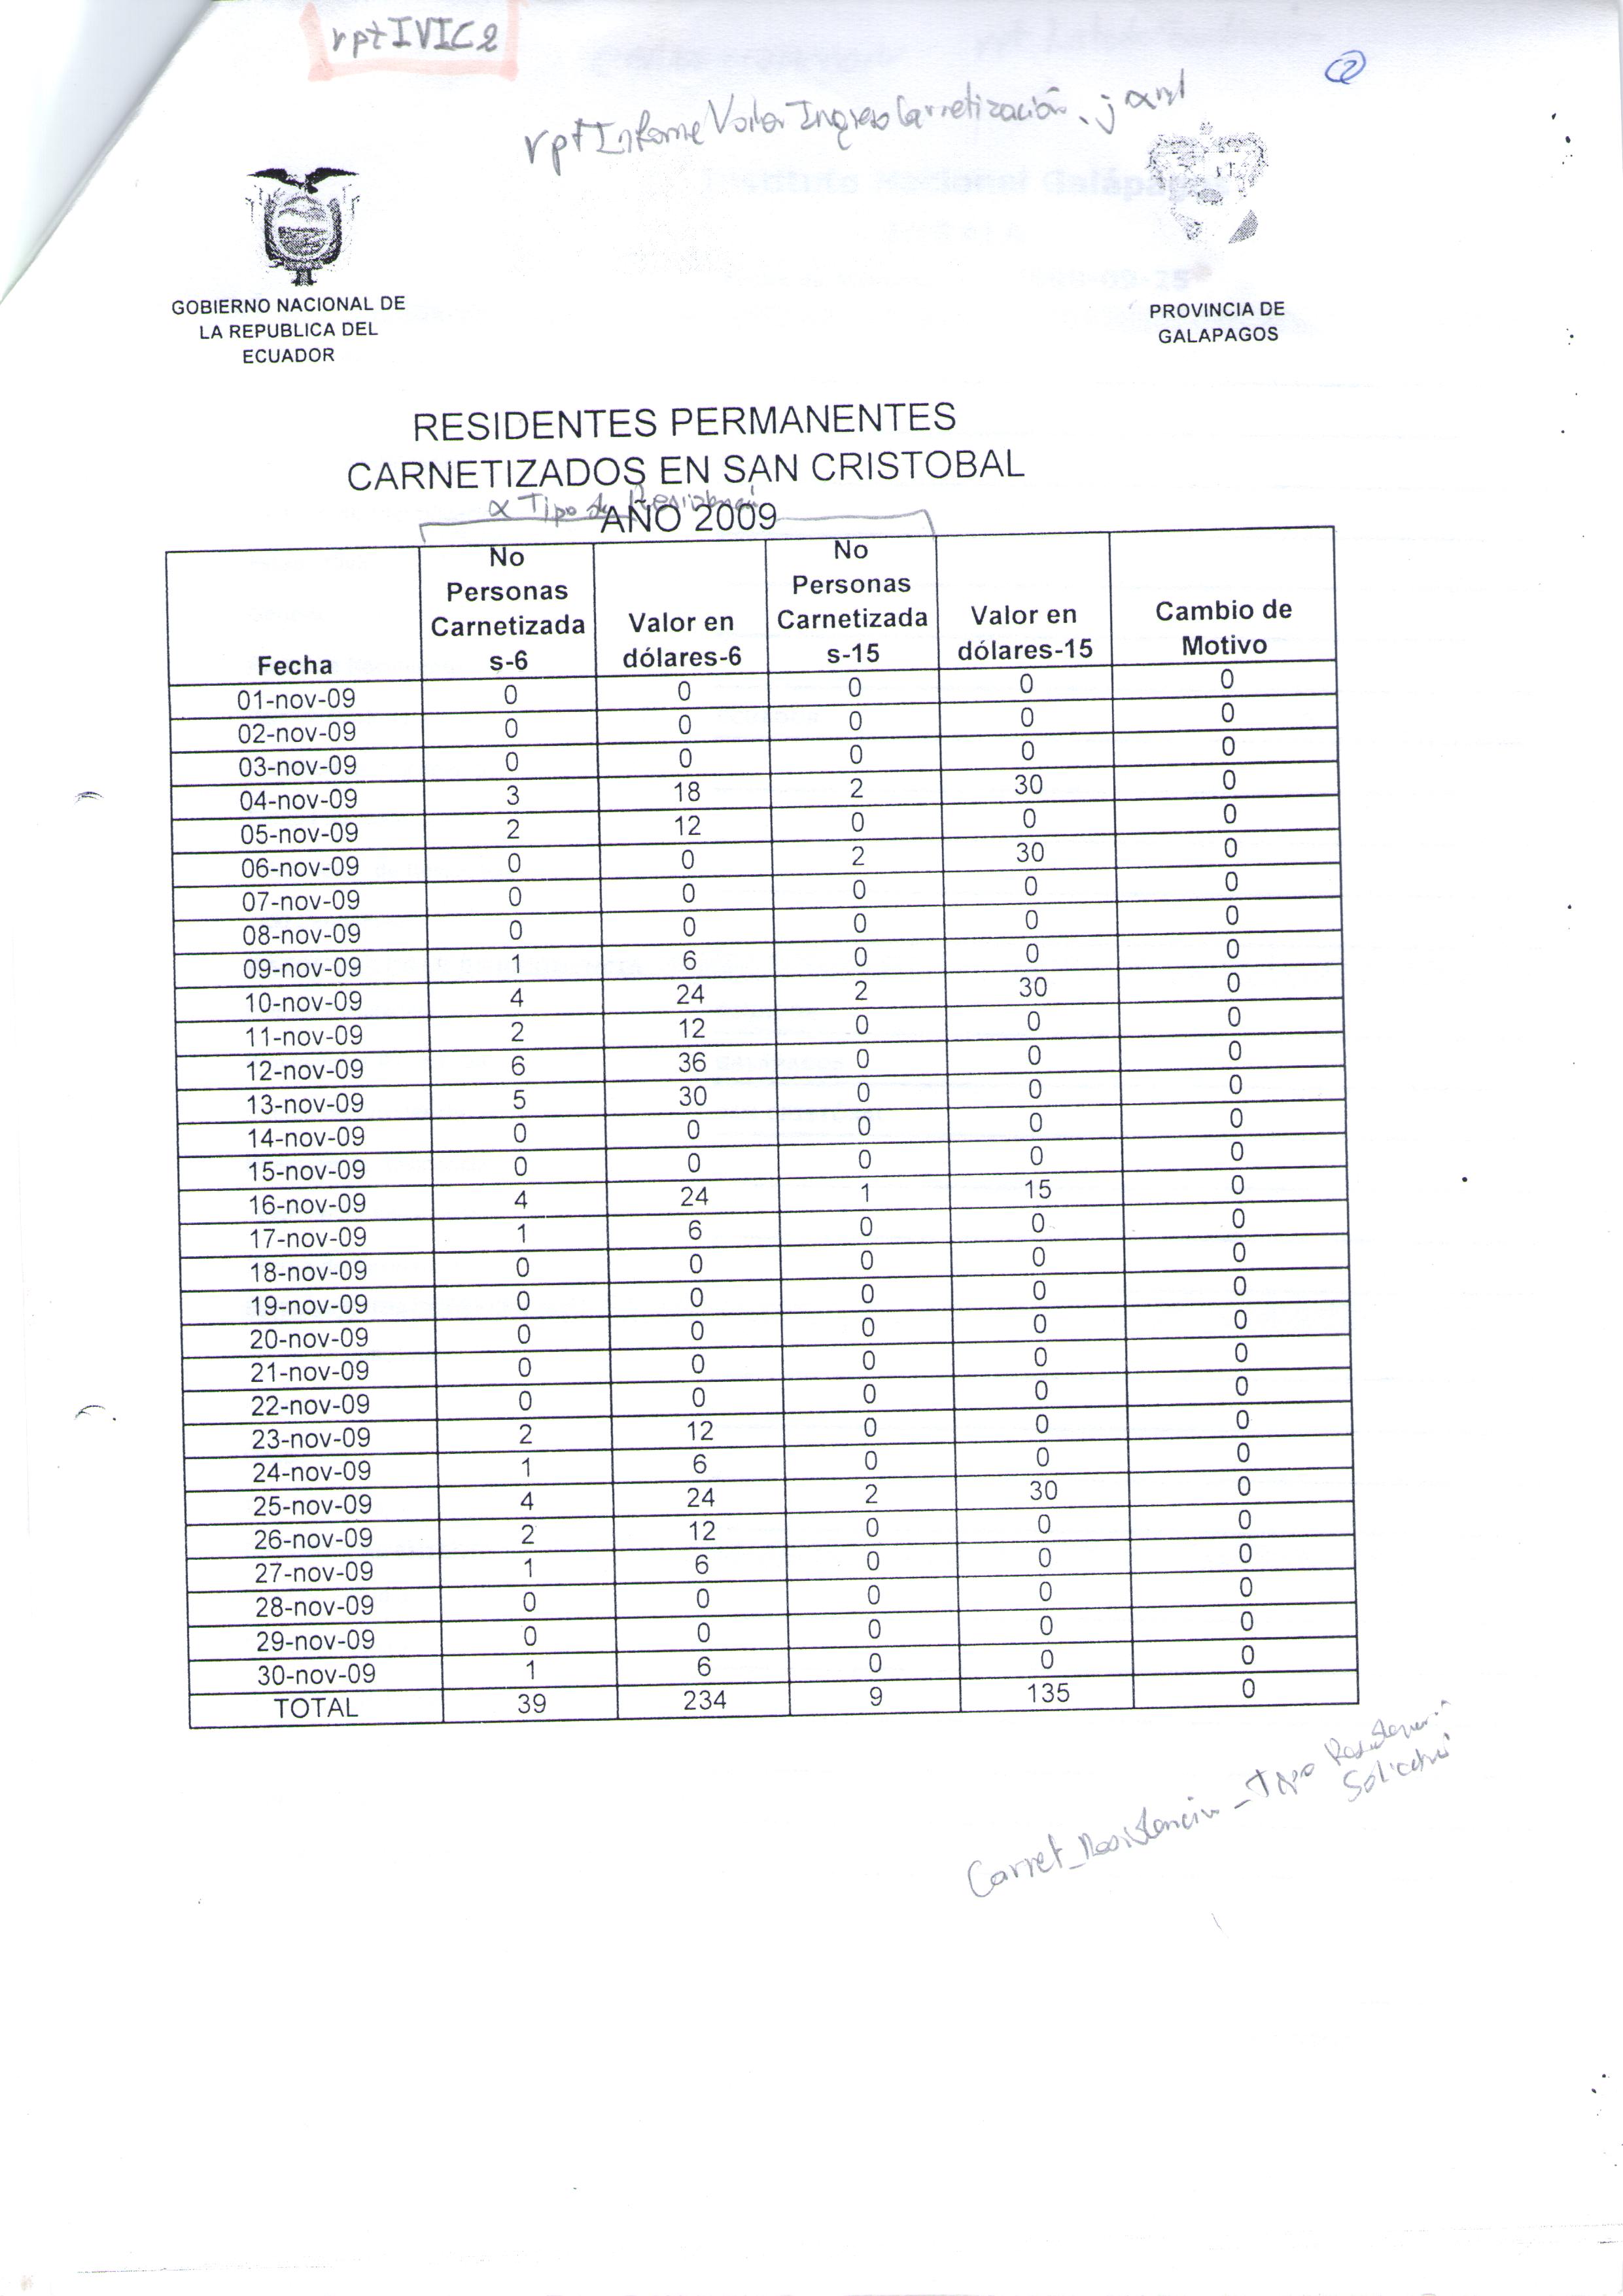 rptIVIC2
2
rptInformeValorIngresoCarnetización.jaxml
GOBIERNO NACIONAL DE
LA REPUBLICA DEL
ECUADOR
PROVINCIA DE
GALAPAGOS
RESIDENTES PERMANENTES
CARNETIZADOS EN SAN CRISTOBAL
x Tipo de Residencia
AÑO 2009
Fecha No Personas Carnetizada s-6 Valor en dólares-6 No Personas Carnetizada s-15 Valor en dólares-15 Cambio de Motivo
01-nov-09 0 0 0 0 0
02-nov-09 0 0 0 0 0
03-nov-09 0 0 0 0 0
04-nov-09 3 18 2 30 0
05-nov-09 2 12 0 0 0
06-nov-09 0 0 2 30 0
07-nov-09 0 0 0 0 0
08-nov-09 0 0 0 0 0
09-nov-09 1 6 0 0 0
10-nov-09 4 24 2 30 0
11-nov-09 2 12 0 0 0
12-nov-09 6 36 0 0 0
13-nov-09 5 30 0 0 0
14-nov-09 0 0 0 0 0
15-nov-09 0 0 0 0 0
16-nov-09 4 24 1 15 0
17-nov-09 1 6 0 0 0
18-nov-09 0 0 0 0 0
19-nov-09 0 0 0 0 0
20-nov-09 0 0 0 0 0
21-nov-09 0 0 0 0 0
22-nov-09 0 0 0 0 0
23-nov-09 2 12 0 0 0
24-nov-09 1 6 0 0 0
25-nov-09 4 24 2 30 0
26-nov-09 2 12 0 0 0
27-nov-09 1 6 0 0 0
28-nov-09 0 0 0 0 0
29-nov-09 0 0 0 0 0
30-nov-09 1 6 0 0 0
TOTAL 39 234 9 135 0
Carnet_Residencia - Tipo